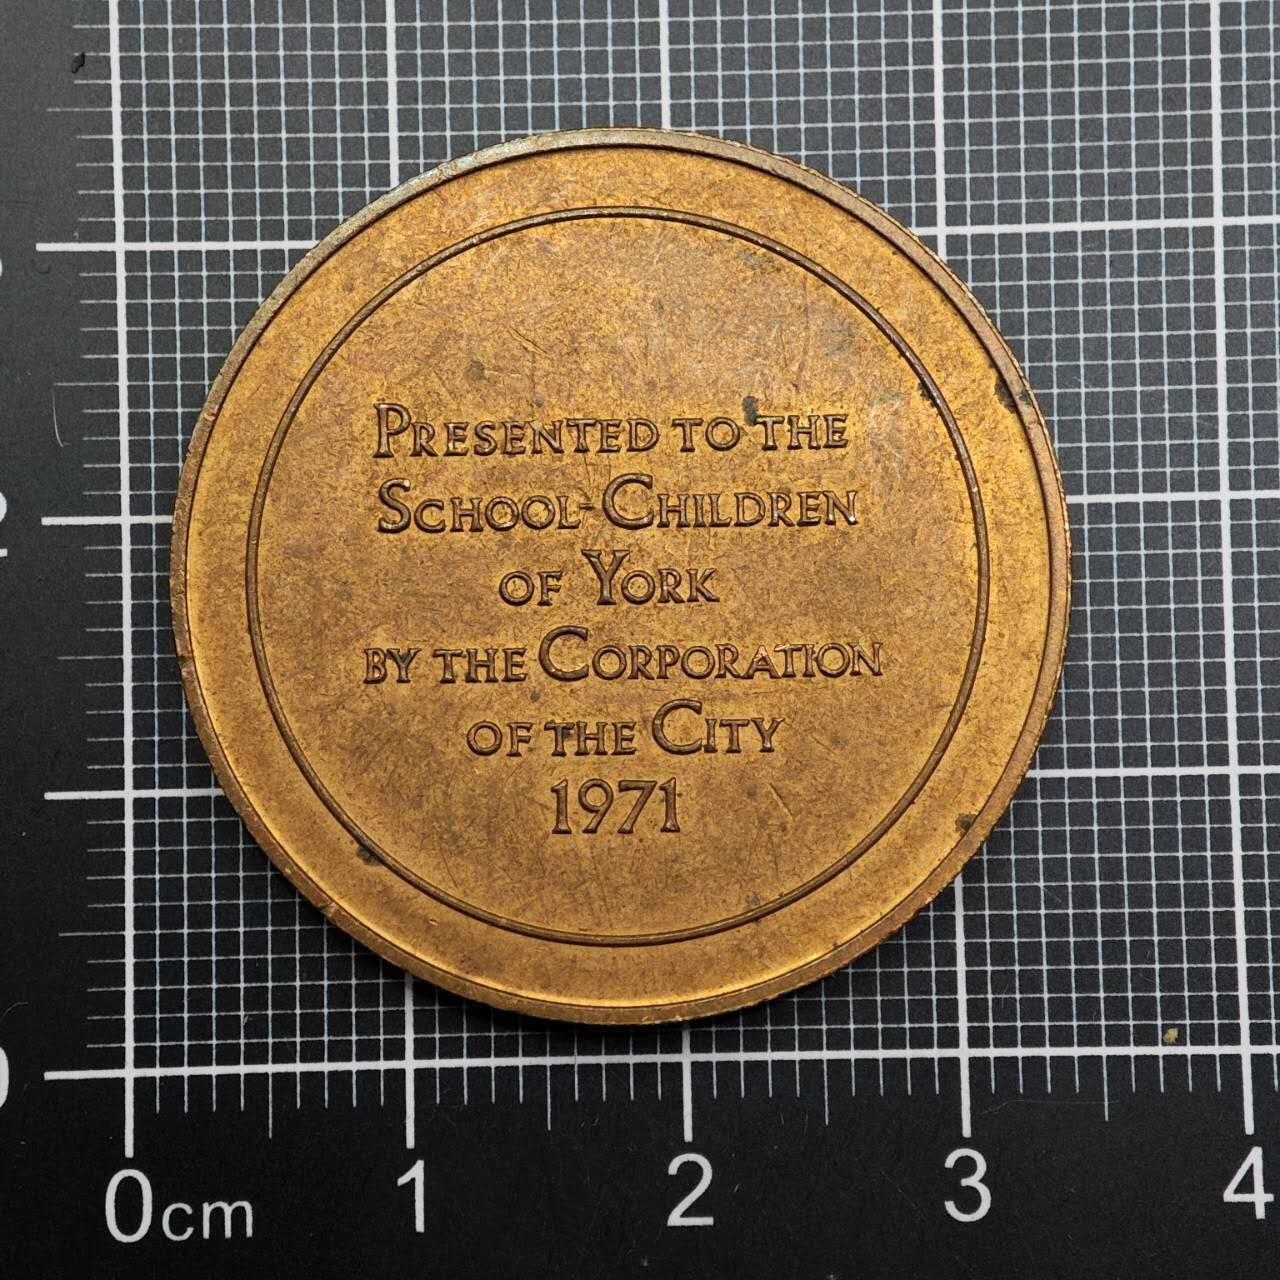 PRESENTED TO THE
SCHOOL-CHILDREN
OF YORK
BY THE CORPORATION
OF THE CITY
1971
0cm 1 2 3 4